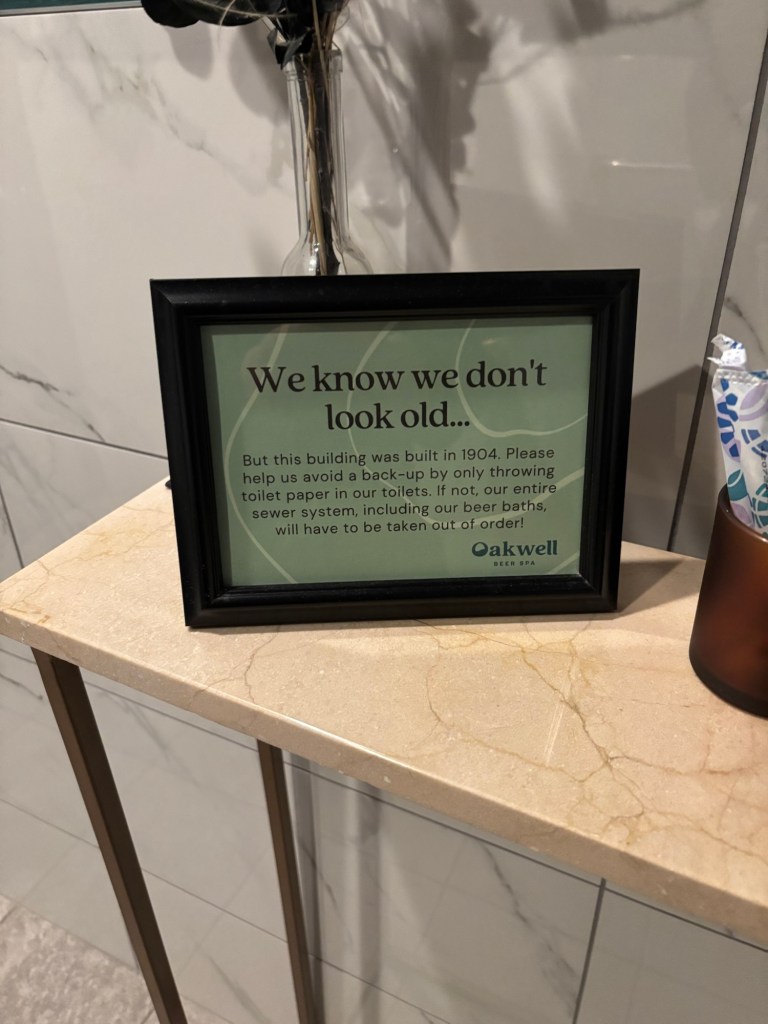 We know we don't
look old...
But this building was built in 1904. Please
help us avoid a back-up by only throwing
toilet paper in our toilets. If not, our entire
sewer system, including our beer baths,
will have to be taken out of order!
Oakwell
BEER SPA